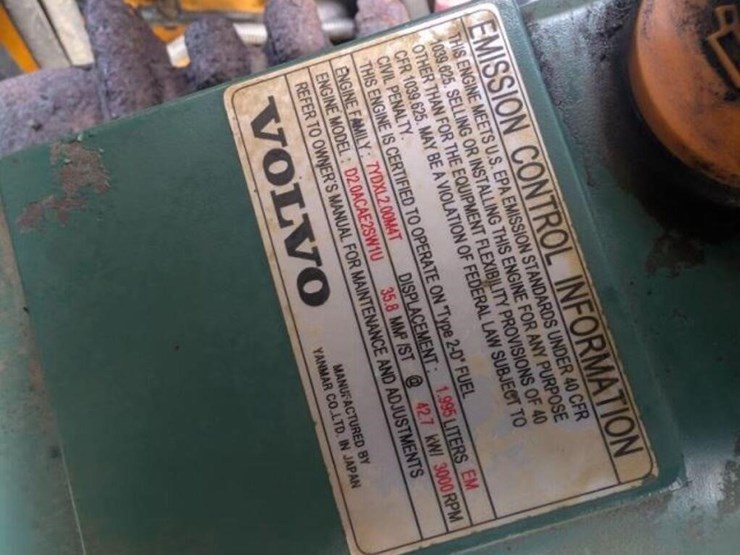 EMISSION CONTROL INFORMATION
THIS ENGINE MEETS U.S. EPA EMISSION STANDARDS UNDER 40 CFR
1039.625. SELLING OR INSTALLING THIS ENGINE FOR ANY PURPOSE
OTHER THAN FOR THE EQUIPMENT FLEXIBILITY PROVISIONS OF 40
CFR 1039.625. MAY BE A VIOLATION OF FEDERAL LAW SUBJECT TO
CIVIL PENALTY.
THIS ENGINE IS CERTIFIED TO OPERATE ON "Type 2-D" FUEL
ENGINE FAMILY: 7YDXL2.00M4T DISPLACEMENT: 1.995 LITERS EM
ENGINE MODEL: D2.0ACAE2SW1U 35.8 MM³/ST @ 42.7 kW/ 3000 RPM
REFER TO OWNER'S MANUAL FOR MAINTENANCE AND ADJUSTMENTS
VOLVO
MANUFACTURED BY
YANMAR CO.,LTD. IN JAPAN